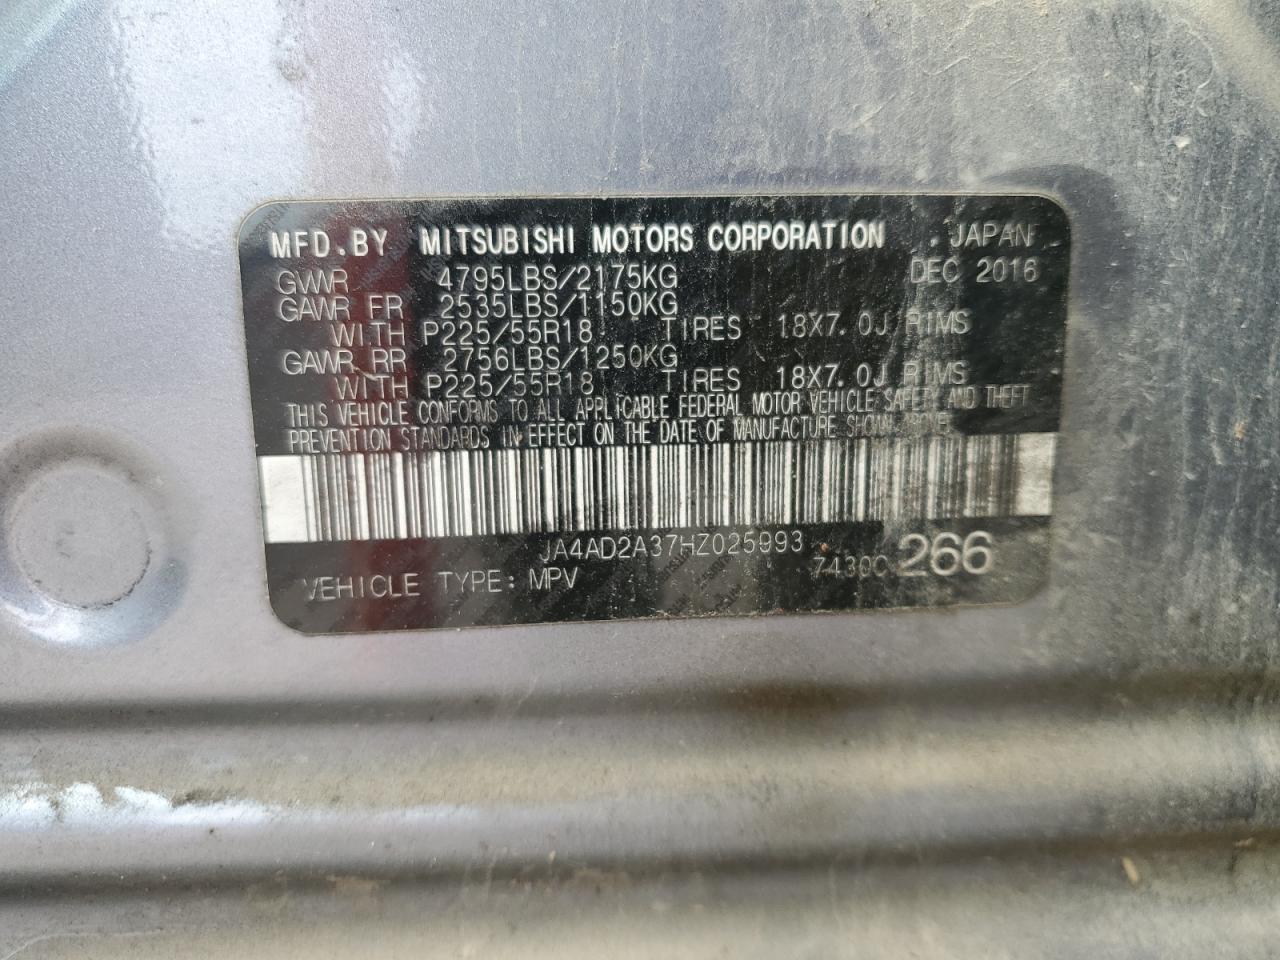 MFD.BY MITSUBISHI MOTORS CORPORATION JAPAN
GVWR 4795LBS/2175KG DEC 2016
GAWR FR 2535LBS/1150KG
WITH P225/55R18 TIRES 18X7.0J RIMS
GAWR RR 2756LBS/1250KG
WITH P225/55R18 TIRES 18X7.0J RIMS
THIS VEHICLE CONFORMS TO ALL APPLICABLE FEDERAL MOTOR VEHICLE SAFETY AND THEFT
PREVENTION STANDARDS IN EFFECT ON THE DATE OF MANUFACTURE SHOWN ABOVE.
JA4AD2A37HZ025993
VEHICLE TYPE: MPV 7430C 266